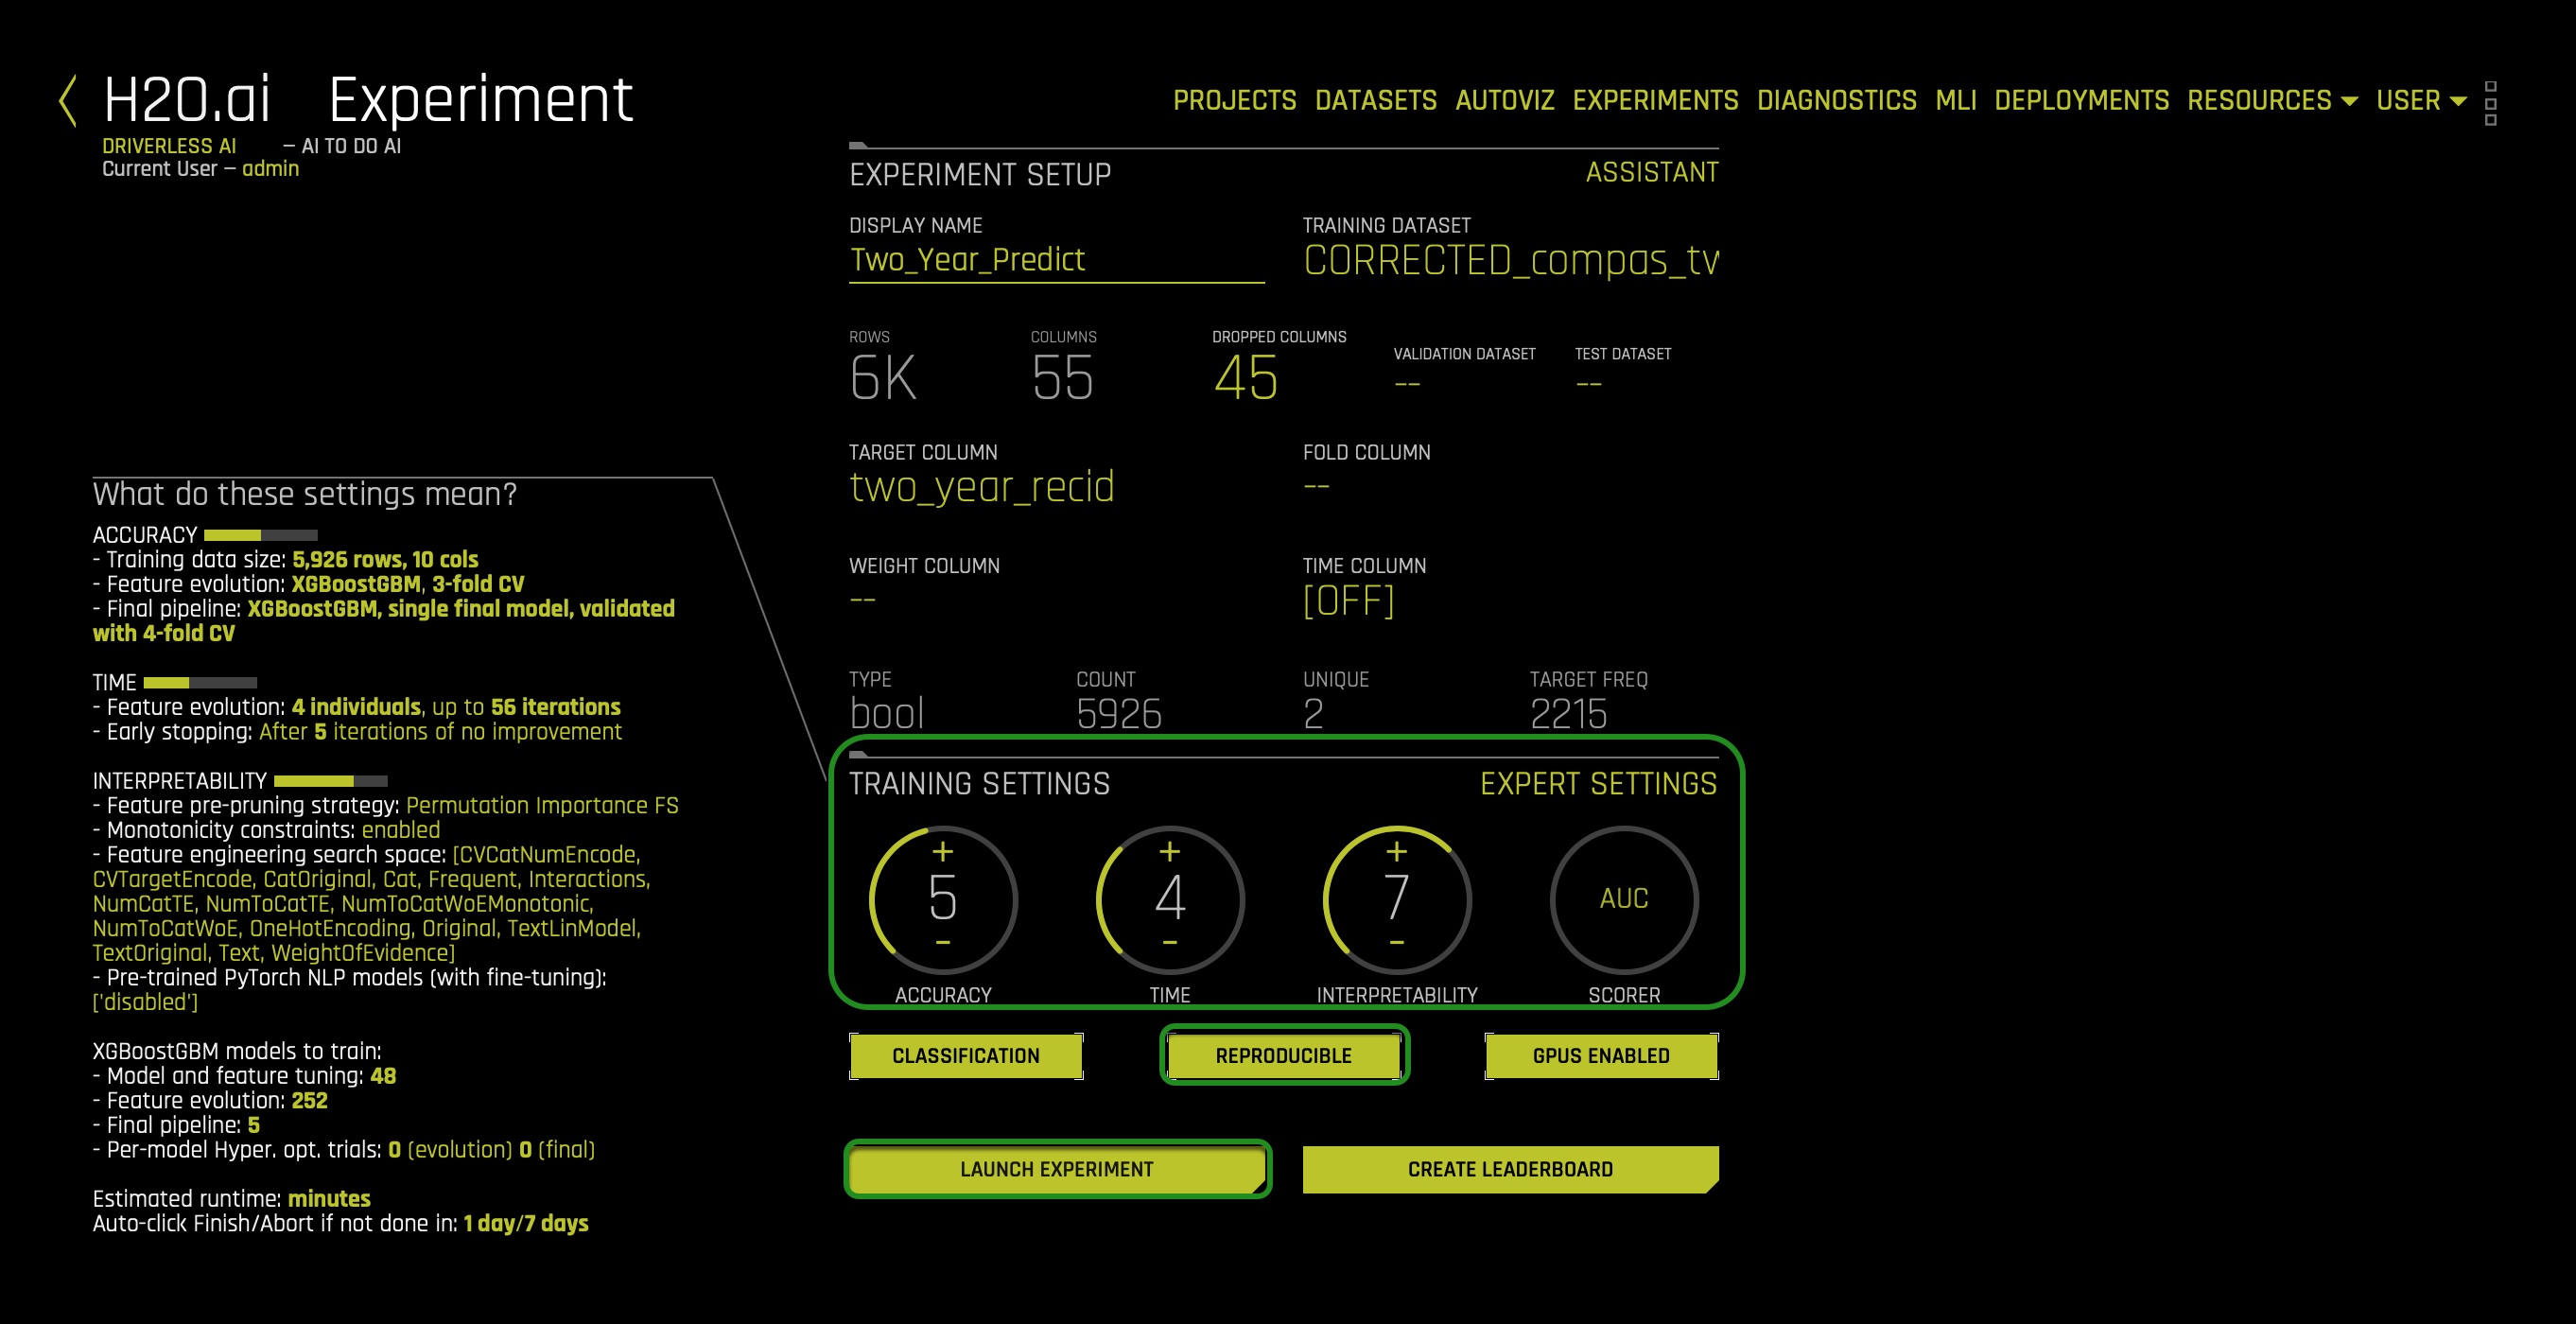 H2O.ai Experiment
DRIVERLESS AI — AI TO DO AI
Current User — admin
PROJECTS DATASETS AUTOVIZ EXPERIMENTS DIAGNOSTICS MLI DEPLOYMENTS RESOURCES USER
EXPERIMENT SETUP ASSISTANT
DISPLAY NAME TRAINING DATASET
Two_Year_Predict CORRECTED_compas_tv
ROWS COLUMNS DROPPED COLUMNS VALIDATION DATASET TEST DATASET
6K 55 45 -- --
TARGET COLUMN FOLD COLUMN
two_year_recid --
WEIGHT COLUMN TIME COLUMN
-- [OFF]
TYPE COUNT UNIQUE TARGET FREQ
bool 5926 2 2215
What do these settings mean?
ACCURACY
- Training data size: 5,926 rows, 10 cols
- Feature evolution: XGBoostGBM, 3-fold CV
- Final pipeline: XGBoostGBM, single final model, validated
with 4-fold CV
TIME
- Feature evolution: 4 individuals, up to 56 iterations
- Early stopping: After 5 iterations of no improvement
INTERPRETABILITY
- Feature pre-pruning strategy: Permutation Importance FS
- Monotonicity constraints: enabled
- Feature engineering search space: [CVCatNumEncode,
CVTargetEncode, CatOriginal, Cat, Frequent, Interactions,
NumCatTE, NumToCatTE, NumToCatWoEMonotonic,
NumToCatWoE, OneHotEncoding, Original, TextLinModel,
TextOriginal, Text, WeightOfEvidence]
- Pre-trained PyTorch NLP models (with fine-tuning):
['disabled']
XGBoostGBM models to train:
- Model and feature tuning: 48
- Feature evolution: 252
- Final pipeline: 5
- Per-model Hyper. opt. trials: 0 (evolution) 0 (final)
Estimated runtime: minutes
Auto-click Finish/Abort if not done in: 1 day/7 days
TRAINING SETTINGS EXPERT SETTINGS
+ + +
5 4 7 AUC
- - -
ACCURACY TIME INTERPRETABILITY SCORER
CLASSIFICATION REPRODUCIBLE GPUS ENABLED
LAUNCH EXPERIMENT CREATE LEADERBOARD